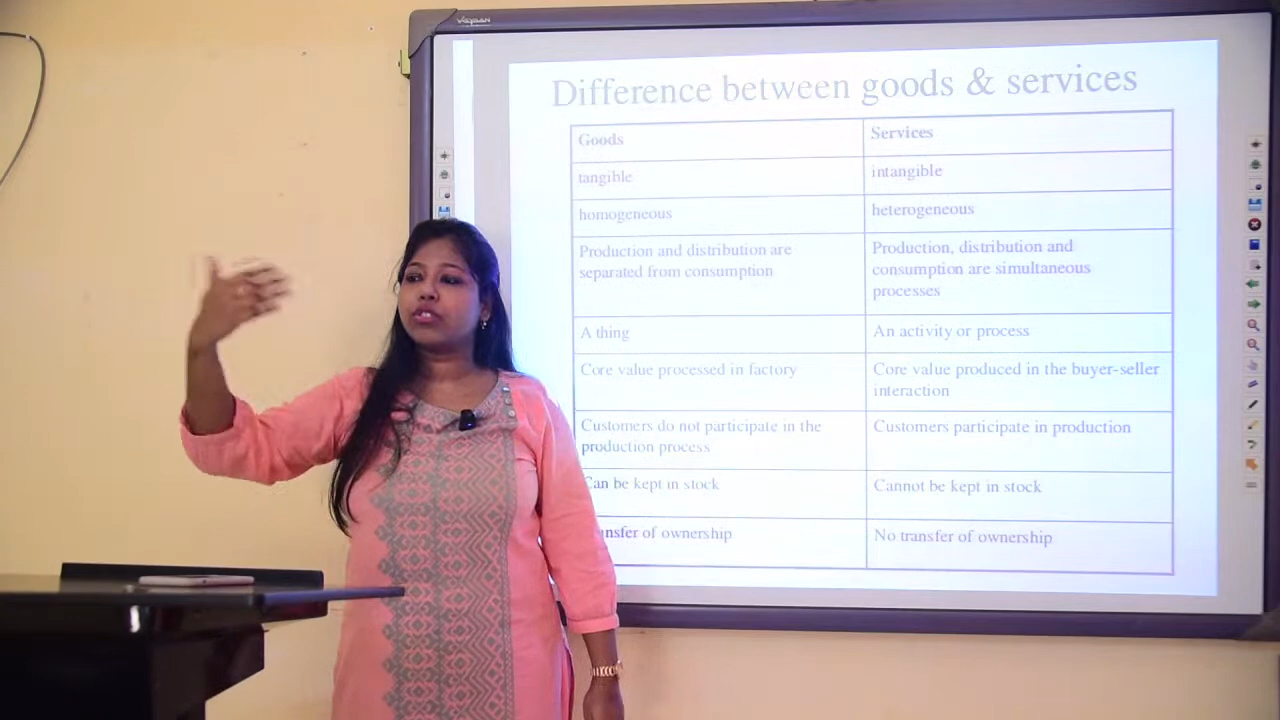 Difference between goods & services
Goods
Services
tangible
intangible
homogeneous
heterogeneous
Production and distribution are
separated from consumption
Production, distribution and
consumption are simultaneous
processes
A thing
An activity or process
Core value processed in factory
Core value produced in the buyer-seller
interaction
Customers do not participate in the
production process
Customers participate in production
Can be kept in stock
Cannot be kept in stock
of ownership
No transfer of ownership